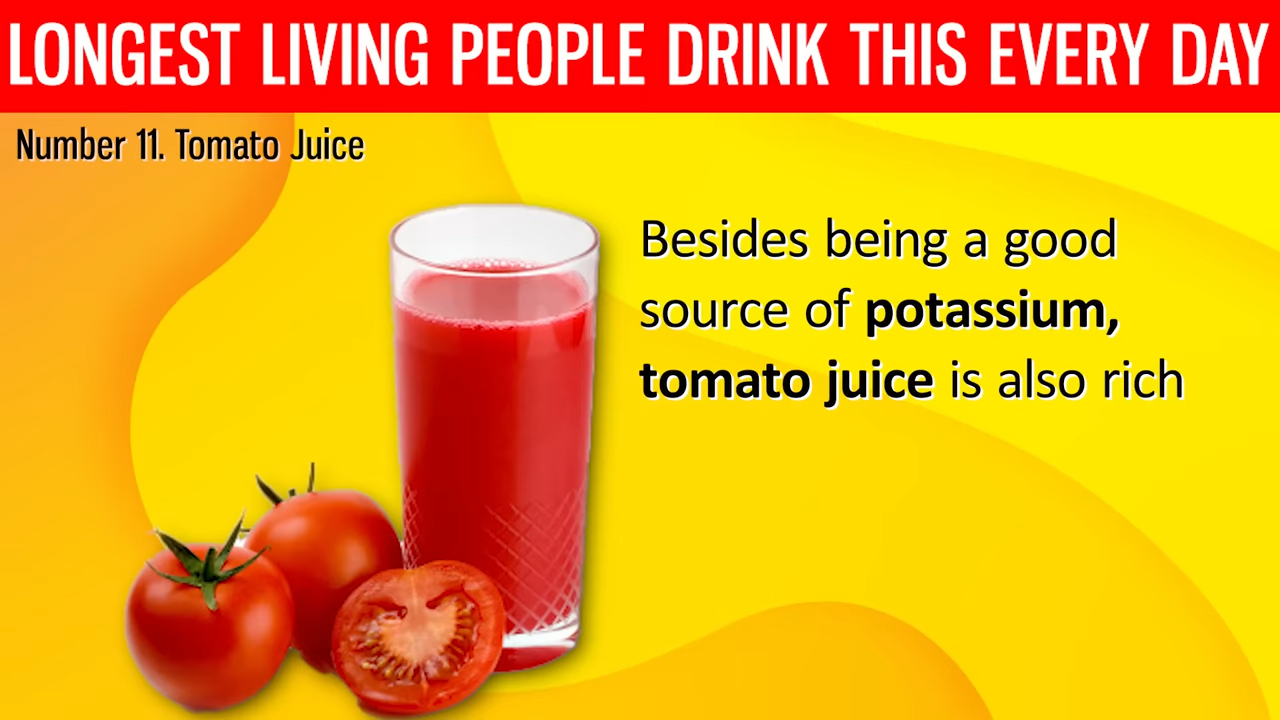 LONGEST LIVING PEOPLE DRINK THIS EVERY DAY
Number 11. Tomato Juice
Besides being a good
source of potassium,
tomato juice is also rich